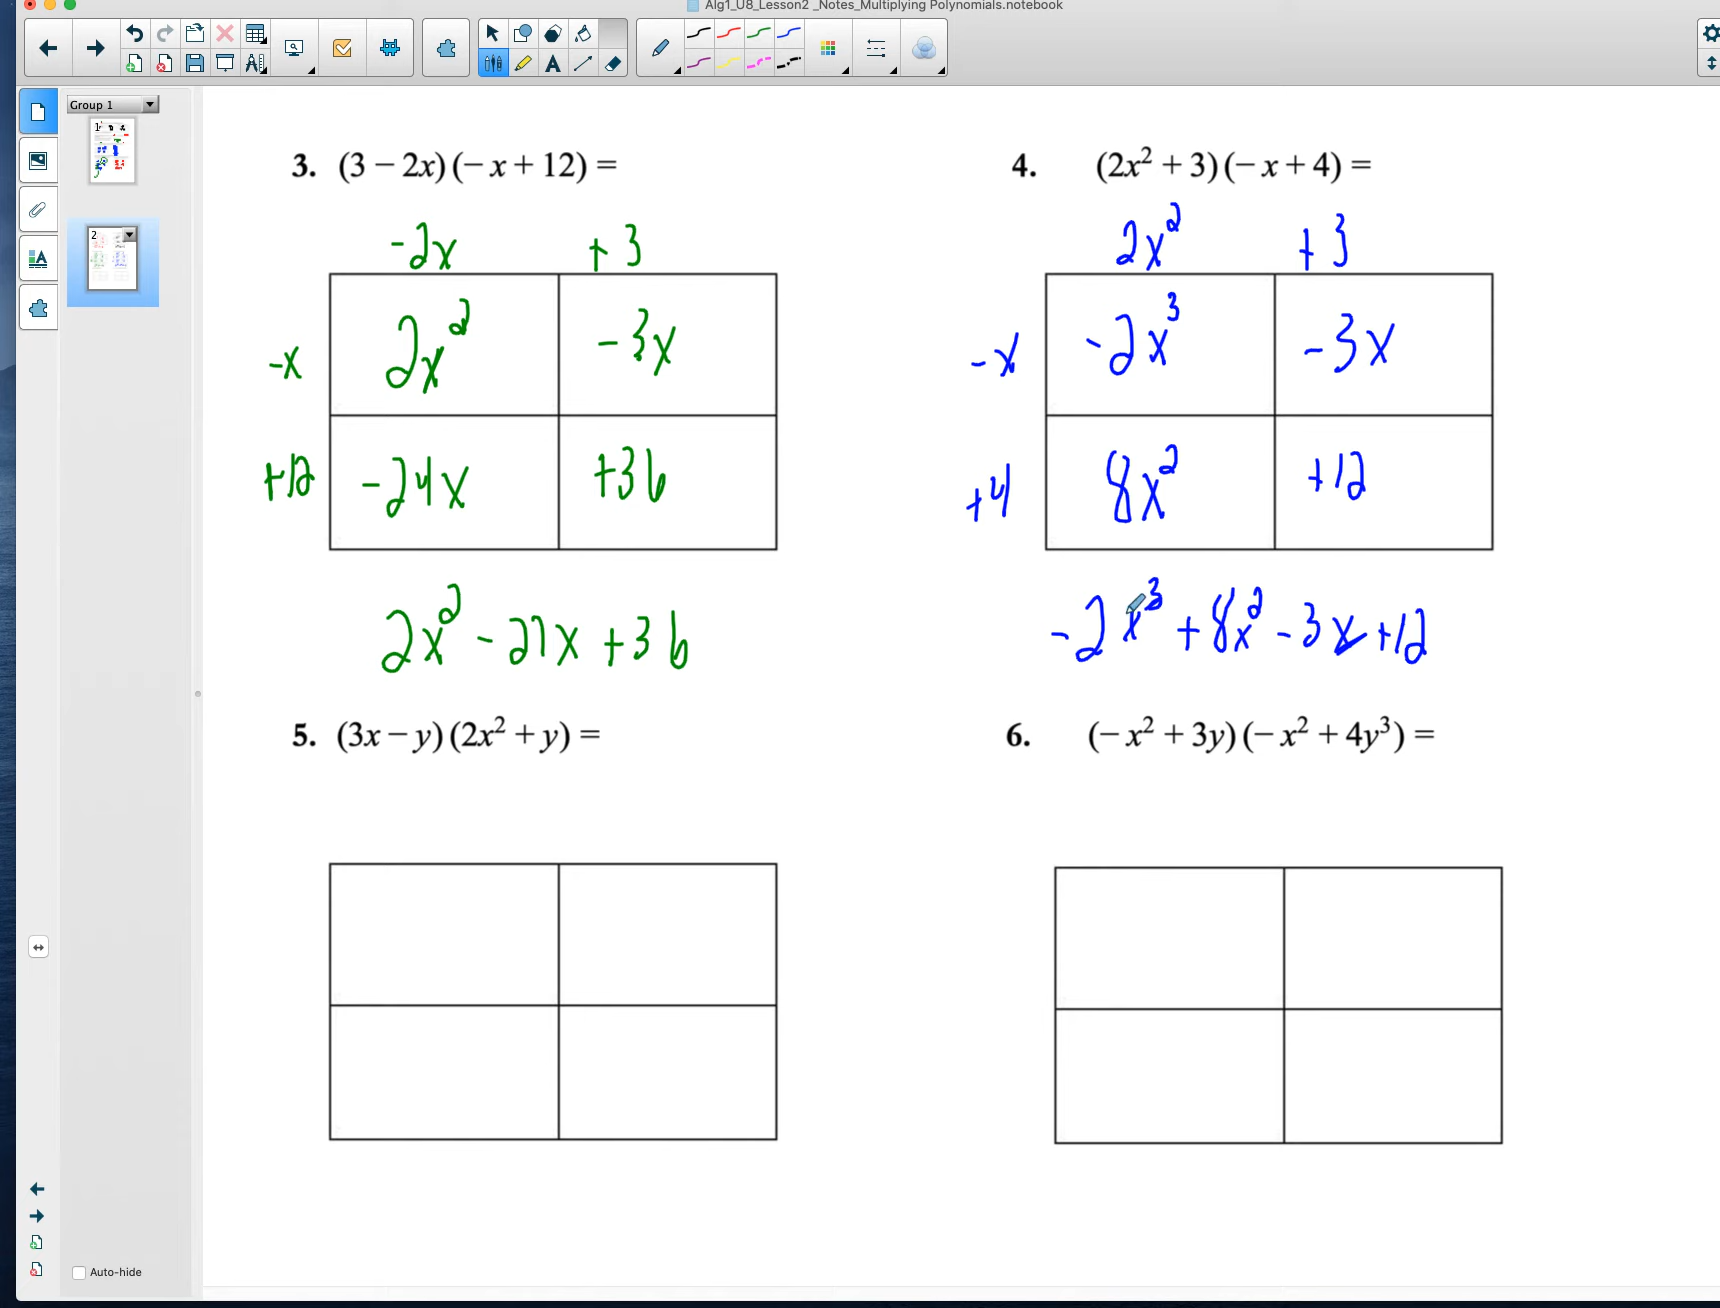 Alg1_U8_Lesson2 _Notes_Multiplying Polynomials.notebook
Group 1
1
2
Auto-hide
3. (3 − 2x)(− x + 12) =
-2x + 3
-x 2x² -3x
+12 -24x +36
2x² - 27x + 36
4. (2x² + 3)(− x + 4) =
2x² + 3
-x -2x³ -3x
+4 8x² +12
-2x³ + 8x² - 3x + 12
5. (3x − y)(2x² + y) =
6. (− x² + 3y)(− x² + 4y³) =